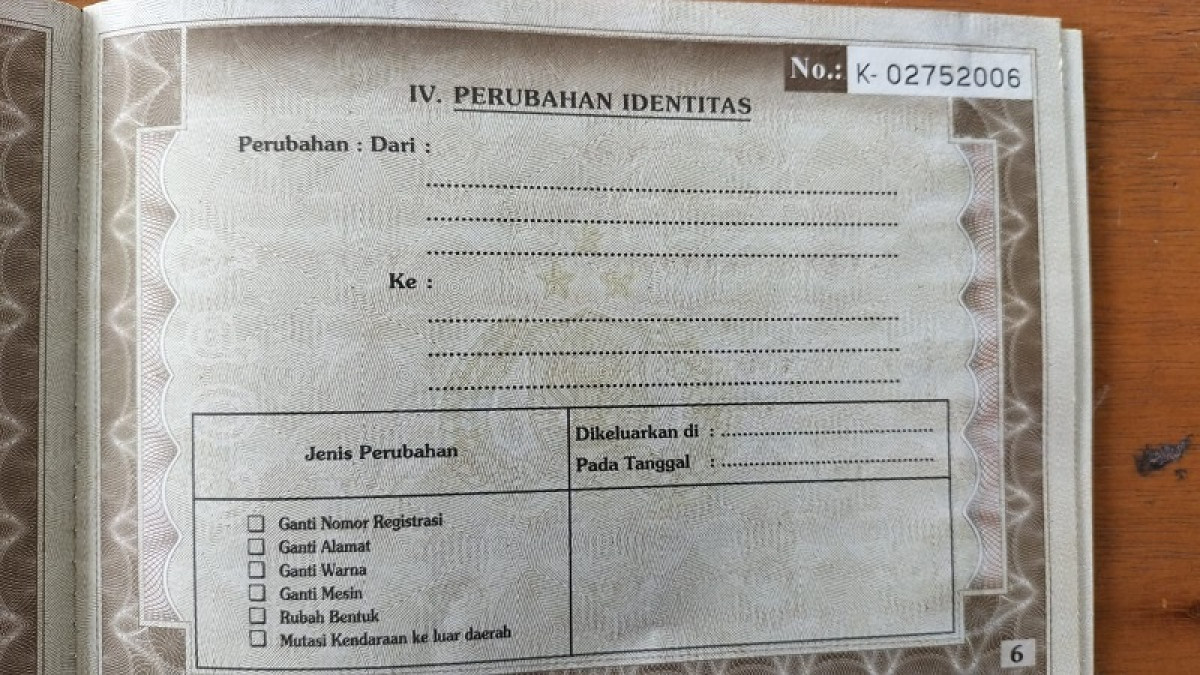 No.: K- 02752006
IV. PERUBAHAN IDENTITAS
Perubahan : Dari :
Ke :
Jenis Perubahan
Dikeluarkan di :
Pada Tanggal :
Ganti Nomor Registrasi
Ganti Alamat
Ganti Warna
Ganti Mesin
Rubah Bentuk
Mutasi Kendaraan ke luar daerah
6